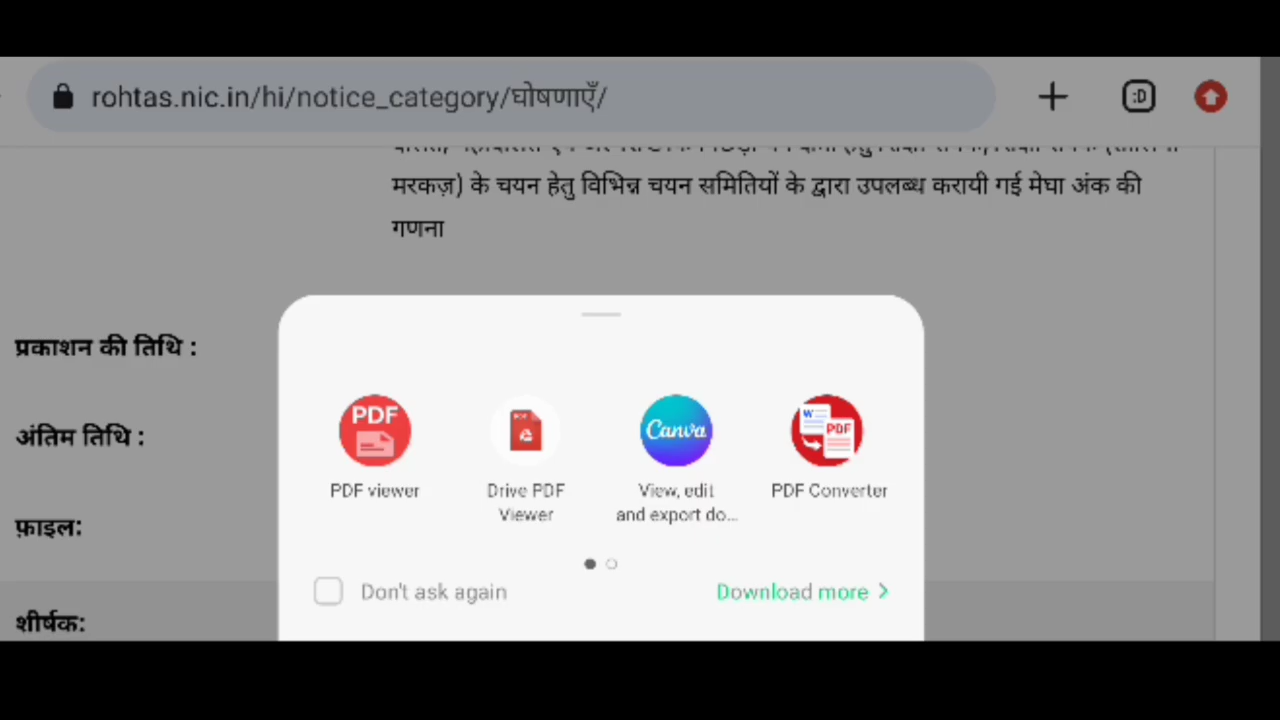 rohtas.nic.in/hi/notice_category/घोषणाएँ/
:D
मरकज़) के चयन हेतु विभिन्न चयन समितियों के द्वारा उपलब्ध करायी गई मेघा अंक की
गणना
प्रकाशन की तिथि :
अंतिम तिथि :
फ़ाइल:
शीर्षक:
PDF
PDF
Canva
W PDF
PDF viewer
Drive PDF
Viewer
View, edit
and export do...
PDF Converter
Don't ask again
Download more >